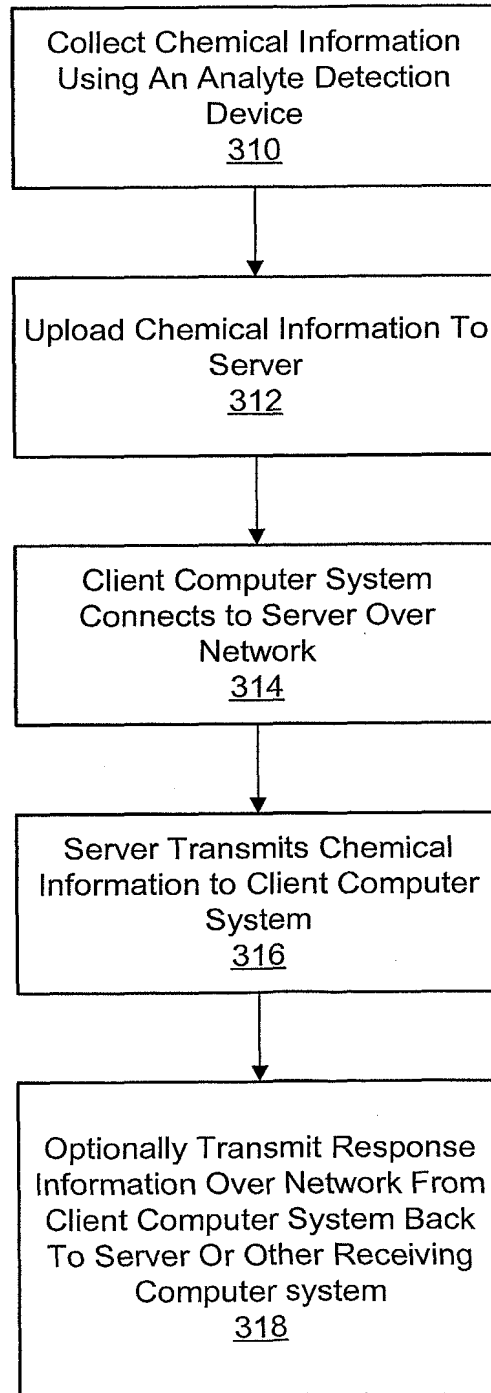 Collect Chemical Information
Using An Analyte Detection
Device
310
Upload Chemical Information To
Server
312
Client Computer System
Connects to Server Over
Network
314
Server Transmits Chemical
Information to Client Computer
System
316
Optionally Transmit Response
Information Over Network From
Client Computer System Back
To Server Or Other Receiving
Computer system
318